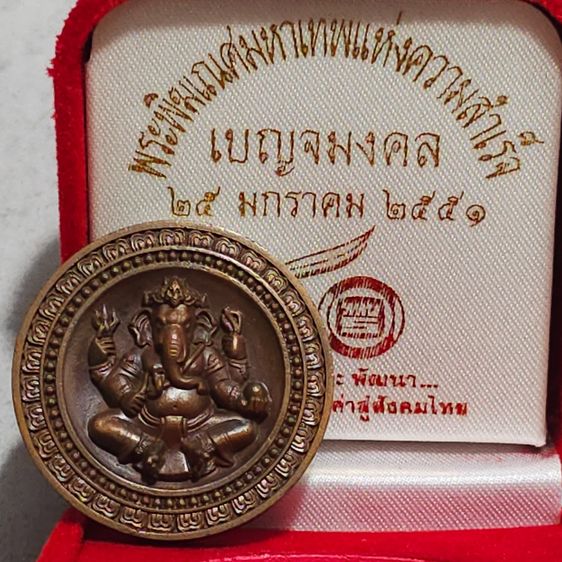 พระพิฆเณศมหาเทพแห่งความสำเร็จ
เบญจมงคล
๒๕ มกราคม ๒๕๕๑
พัฒนา...
ค่าสู่สังคมไทย